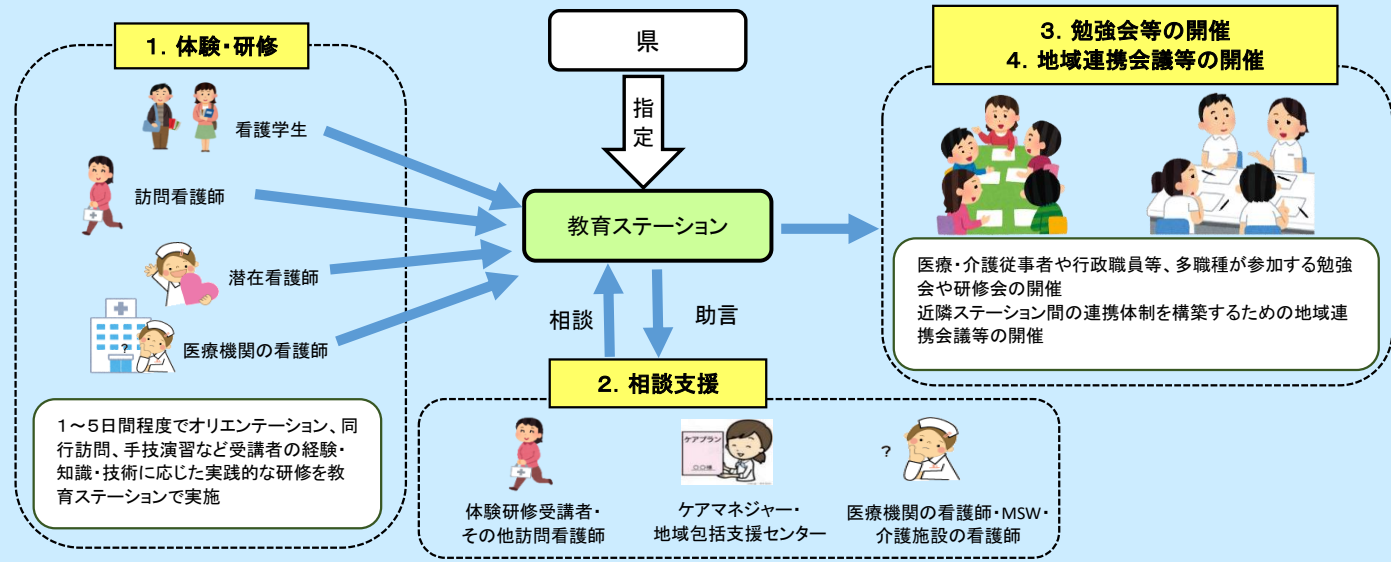 1．体験・研修
看護学生
訪問看護師
潜在看護師
?
医療機関の看護師
1～5日間程度でオリエンテーション、同
行訪問、手技演習など受講者の経験・
知識・技術に応じた実践的な研修を教
育ステーションで実施
県
指定
教育ステーション
相談
助言
2．相談支援
ケアプラン
〇〇様
体験研修受講者・
その他訪問看護師
ケアマネジャー・
地域包括支援センター
?
医療機関の看護師・MSW・
介護施設の看護師
3．勉強会等の開催
4．地域連携会議等の開催
医療・介護従事者や行政職員等、多職種が参加する勉強
会や研修会の開催
近隣ステーション間の連携体制を構築するための地域連
携会議等の開催